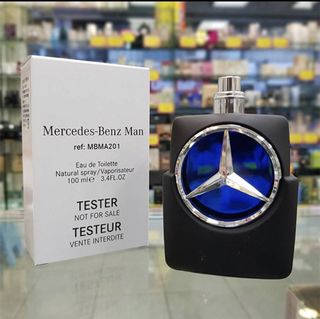 Mercedes-Benz Man
ref: MBMA201
Eau de Toilette
Natural spray/Vaporisateur
100 ml℮ 3.4FL.OZ
TESTER
NOT FOR SALE
TESTEUR
VENTE INTERDITE